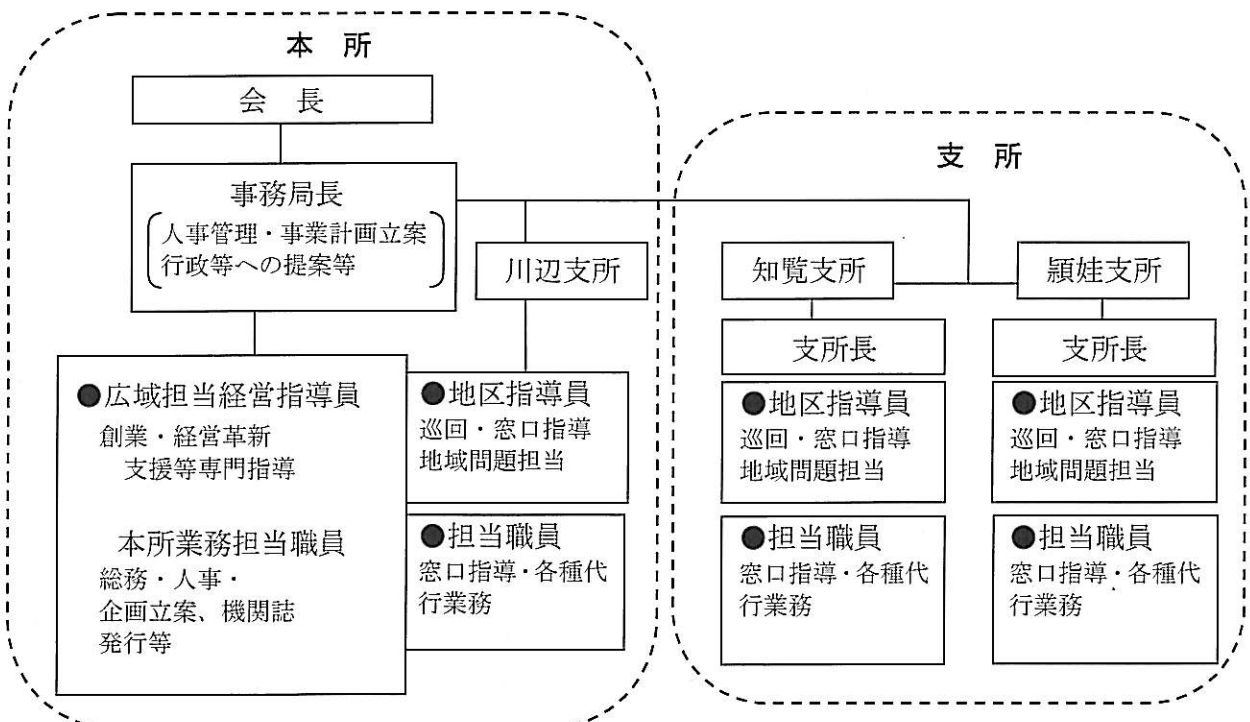 本 所
会 長
事務局長
人事管理・事業計画立案
行政等への提案等
川辺支所
●広域担当経営指導員
創業・経営革新
支援等専門指導
本所業務担当職員
総務・人事・
企画立案、機関誌
発行等
●地区指導員
巡回・窓口指導
地域問題担当
●担当職員
窓口指導・各種代
行業務
支 所
知覧支所
支所長
●地区指導員
巡回・窓口指導
地域問題担当
●担当職員
窓口指導・各種代
行業務
頴娃支所
支所長
●地区指導員
巡回・窓口指導
地域問題担当
●担当職員
窓口指導・各種代
行業務